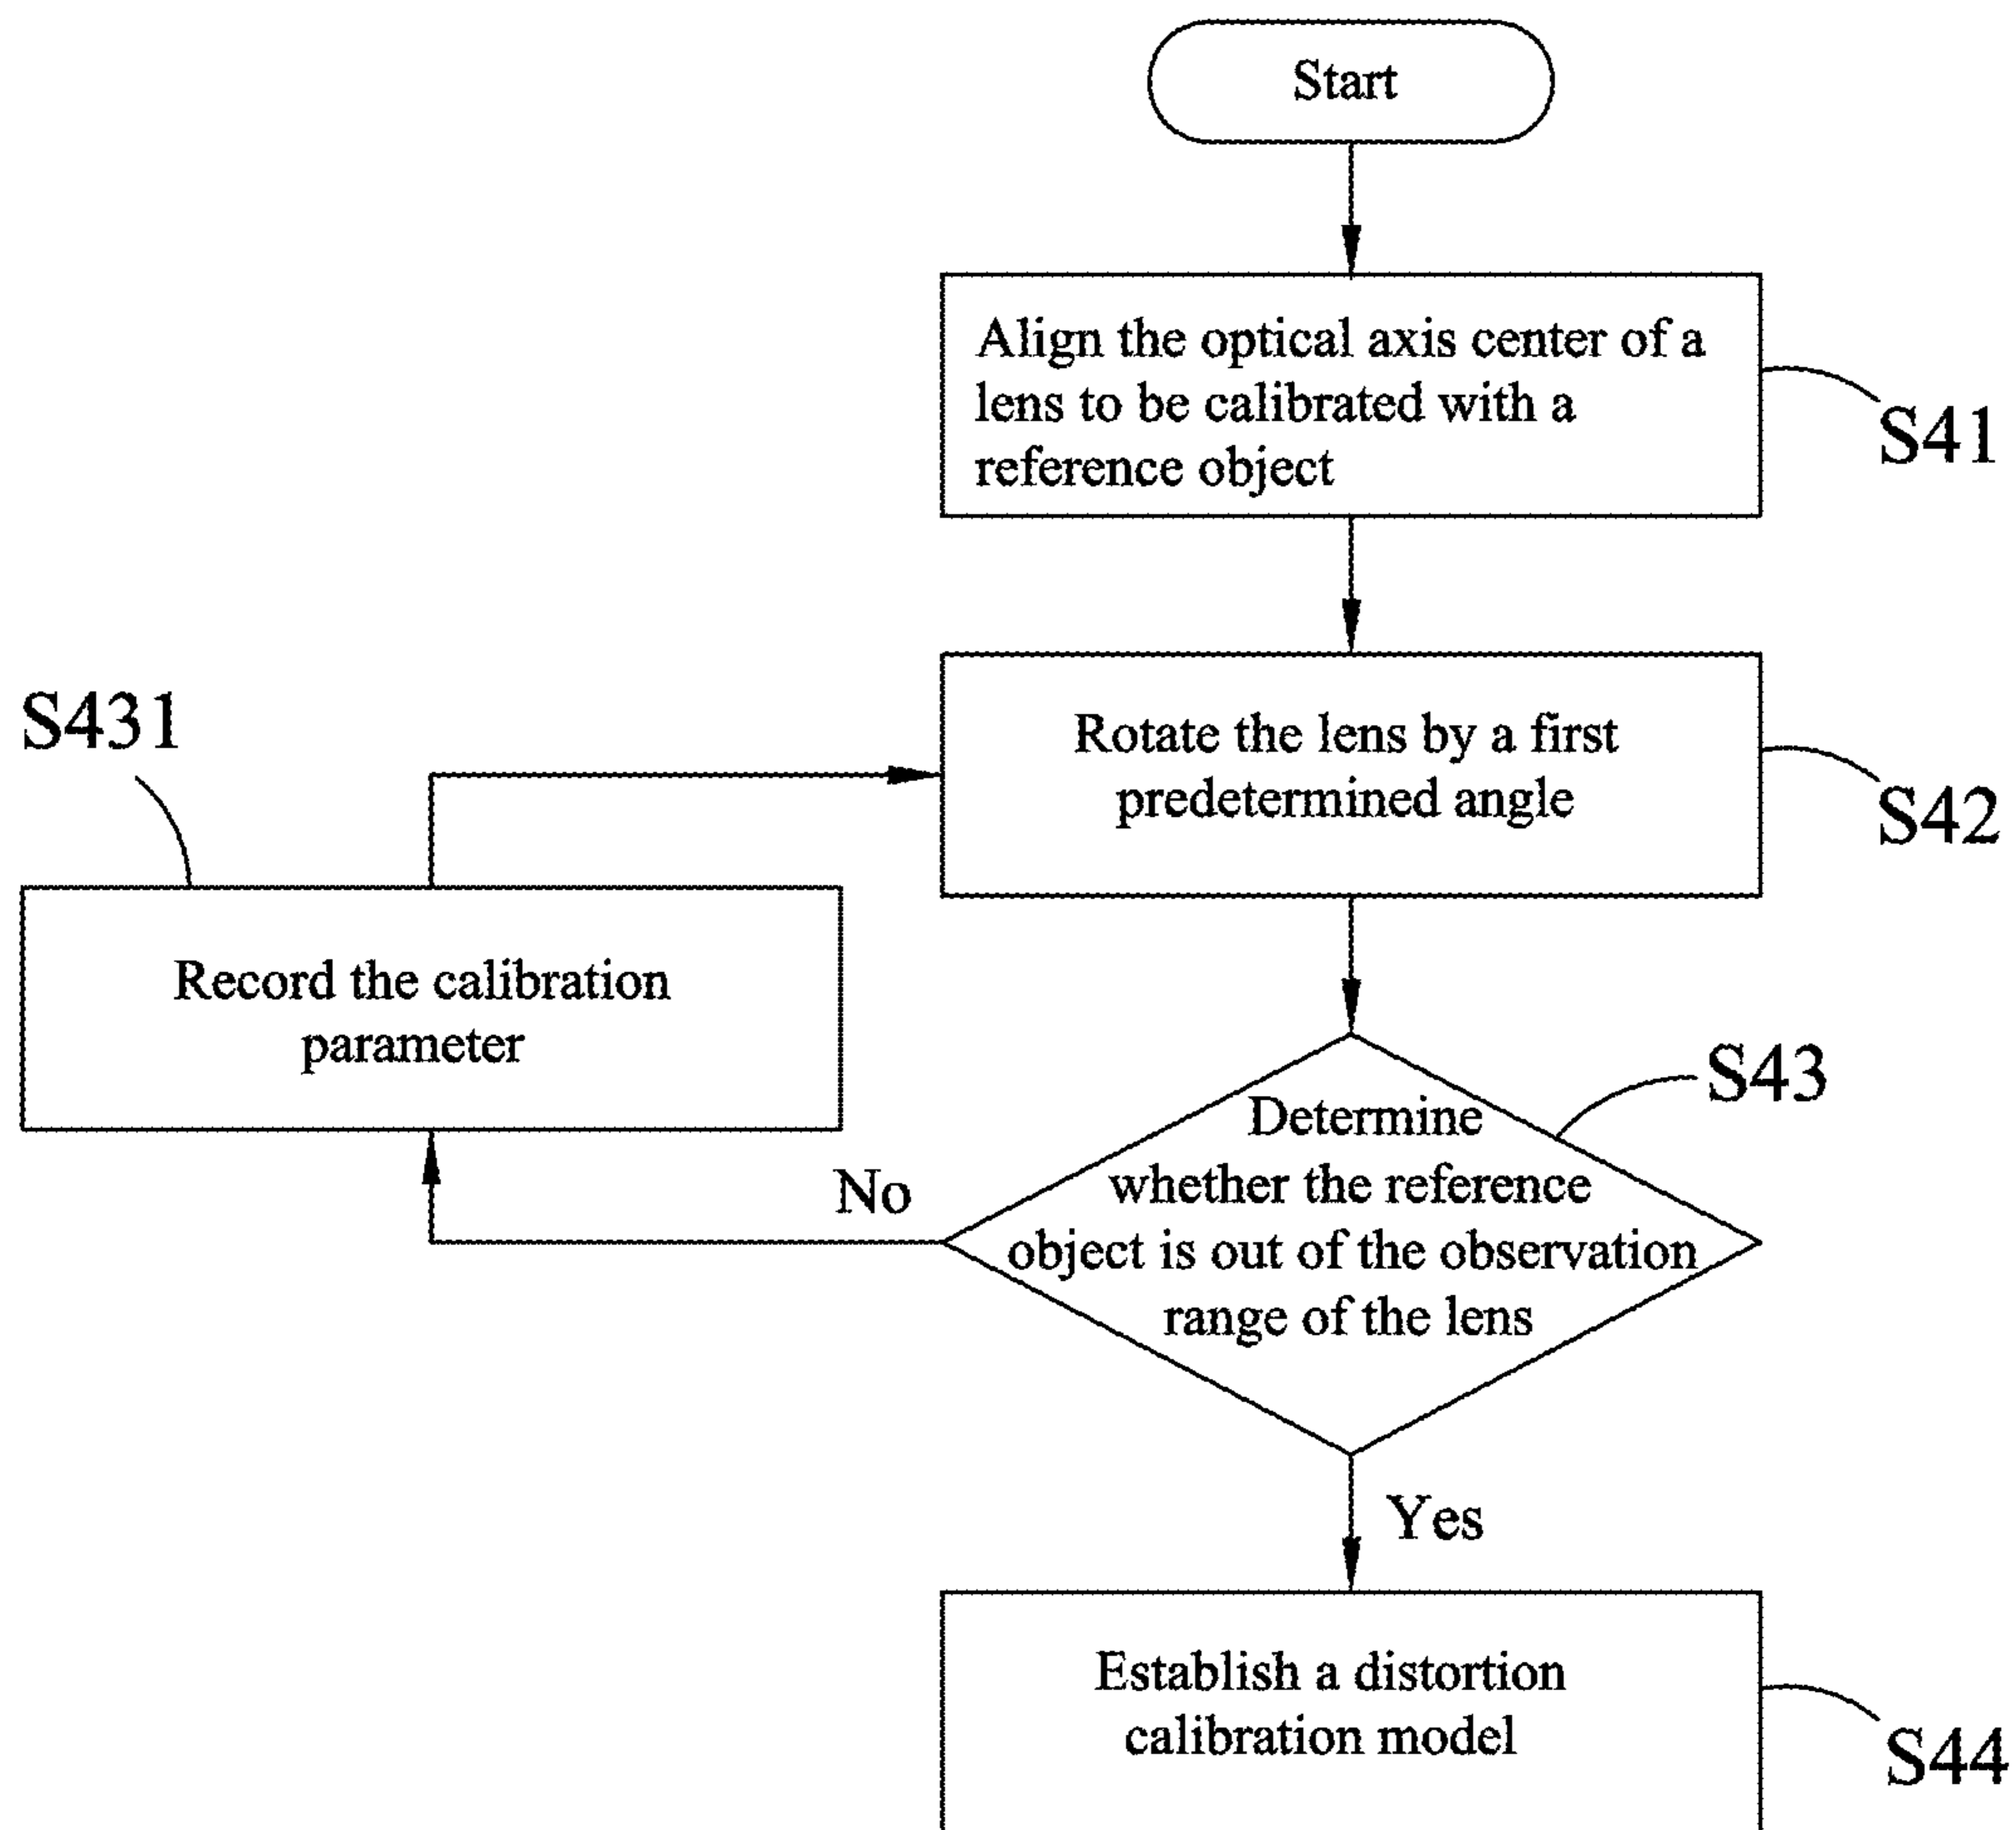 Start
Align the optical axis center of a
lens to be calibrated with a
reference object
S41
S431
Rotate the lens by a first
predetermined angle
S42
Record the calibration
parameter
S43
Determine
whether the reference
object is out of the observation
range of the lens
No
Yes
Establish a distortion
calibration model
S44